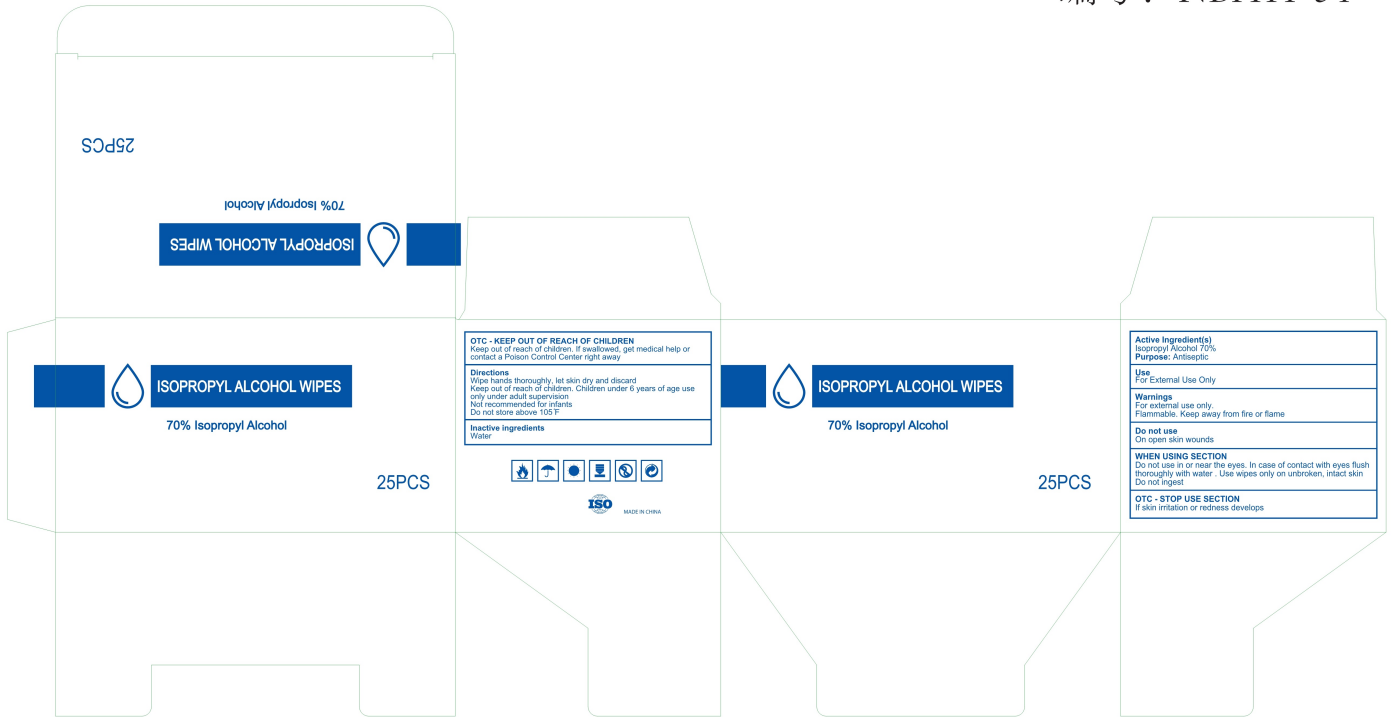 25PCS
70% Isopropyl Alcohol
ISOPROPYL ALCOHOL WIPES
ISOPROPYL ALCOHOL WIPES
70% Isopropyl Alcohol
25PCS
OTC - KEEP OUT OF REACH OF CHILDREN
Keep out of reach of children. If swallowed, get medical help or
contact a Poison Control Center right away
Directions
Wipe hands thoroughly, let skin dry and discard
Keep out of reach of children. Children under 6 years of age use
only under adult supervision
Not recommended for infants
Do not store above 105°F
Inactive ingredients
Water
ISO
MADE IN CHINA
ISOPROPYL ALCOHOL WIPES
70% Isopropyl Alcohol
25PCS
Active Ingredient(s)
Isopropyl Alcohol 70%
Purpose: Antiseptic
Use
For External Use Only
Warnings
For external use only.
Flammable. Keep away from fire or flame
Do not use
On open skin wounds
WHEN USING SECTION
Do not use in or near the eyes. In case of contact with eyes flush
thoroughly with water . Use wipes only on unbroken, intact skin
Do not ingest
OTC - STOP USE SECTION
If skin irritation or redness develops